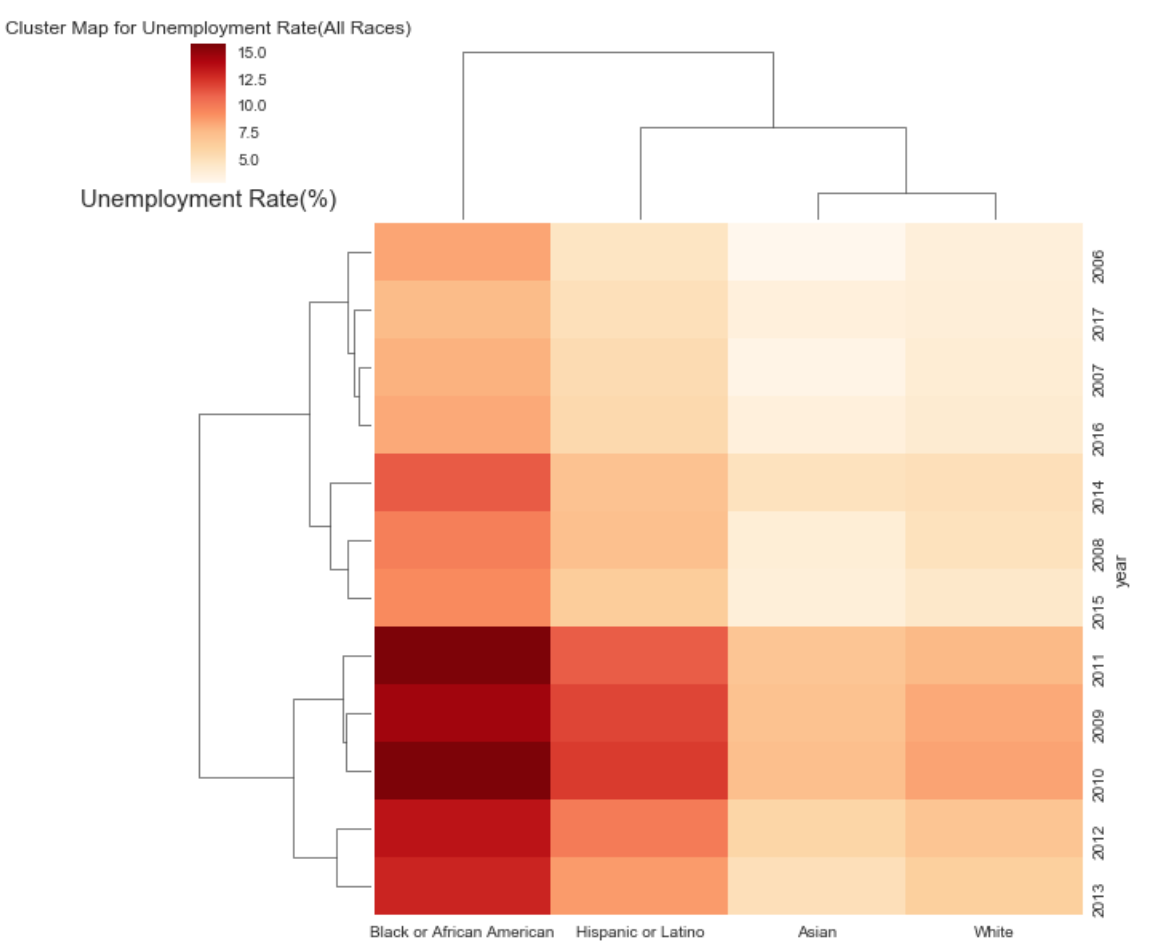 Cluster Map for Unemployment Rate(All Races)
15.0
12.5
10.0
7.5
5.0
Unemployment Rate(%)
2006
2017
2007
2016
2014
2008
2015
2011
2009
2010
2012
2013
year
Black or African American
Hispanic or Latino
Asian
White